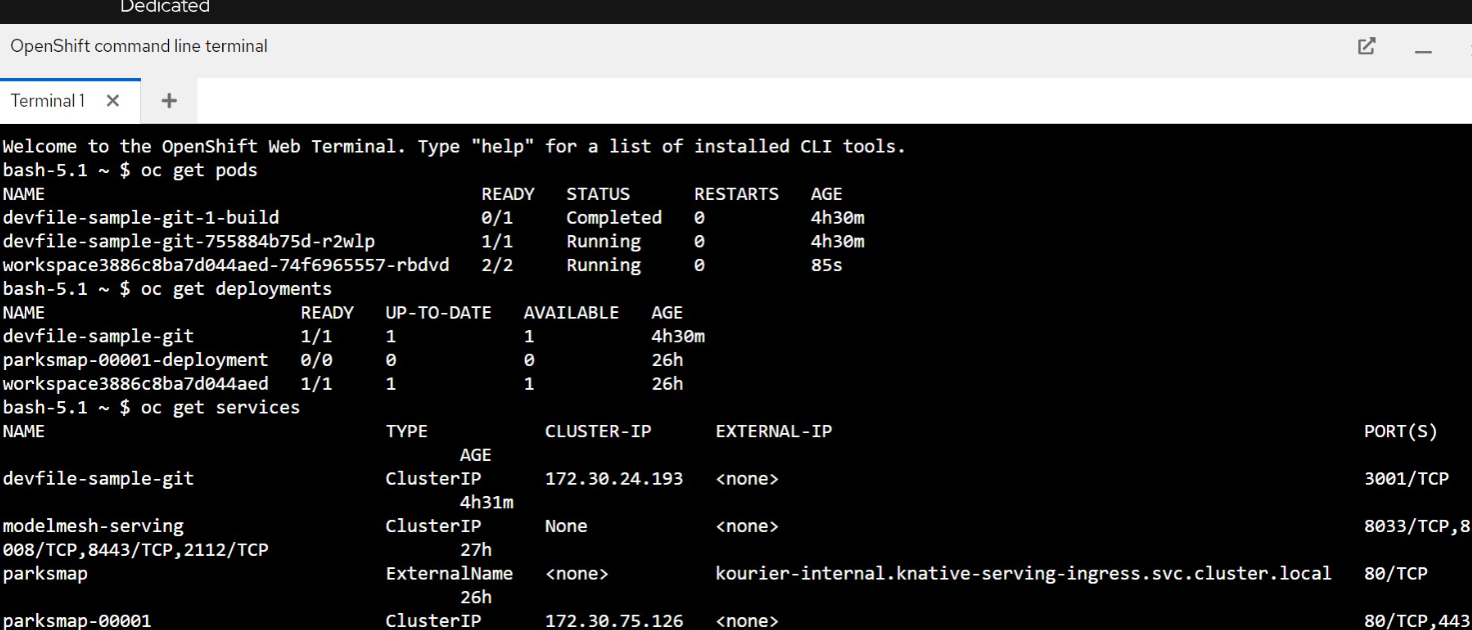 Dedicated
OpenShift command line terminal
Terminal 1
Welcome to the OpenShift Web Terminal. Type "help" for a list of installed CLI tools.
bash-5.1 ~ $ oc get pods
NAME READY STATUS RESTARTS AGE
devfile-sample-git-1-build 0/1 Completed 0 4h30m
devfile-sample-git-755884b75d-r2wlp 1/1 Running 0 4h30m
workspace3886c8ba7d044aed-74f6965557-rbdvd 2/2 Running 0 85s
bash-5.1 ~ $ oc get deployments
NAME READY UP-TO-DATE AVAILABLE AGE
devfile-sample-git 1/1 1 1 4h30m
parksmap-00001-deployment 0/0 0 0 26h
workspace3886c8ba7d044aed 1/1 1 1 26h
bash-5.1 ~ $ oc get services
NAME TYPE CLUSTER-IP EXTERNAL-IP PORT(S)
AGE
devfile-sample-git ClusterIP 172.30.24.193 <none> 3001/TCP
4h31m
modelmesh-serving ClusterIP None <none> 8033/TCP,8
008/TCP,8443/TCP,2112/TCP 27h
parksmap ExternalName <none> kourier-internal.knative-serving-ingress.svc.cluster.local 80/TCP
26h
parksmap-00001 ClusterIP 172.30.75.126 <none> 80/TCP,443